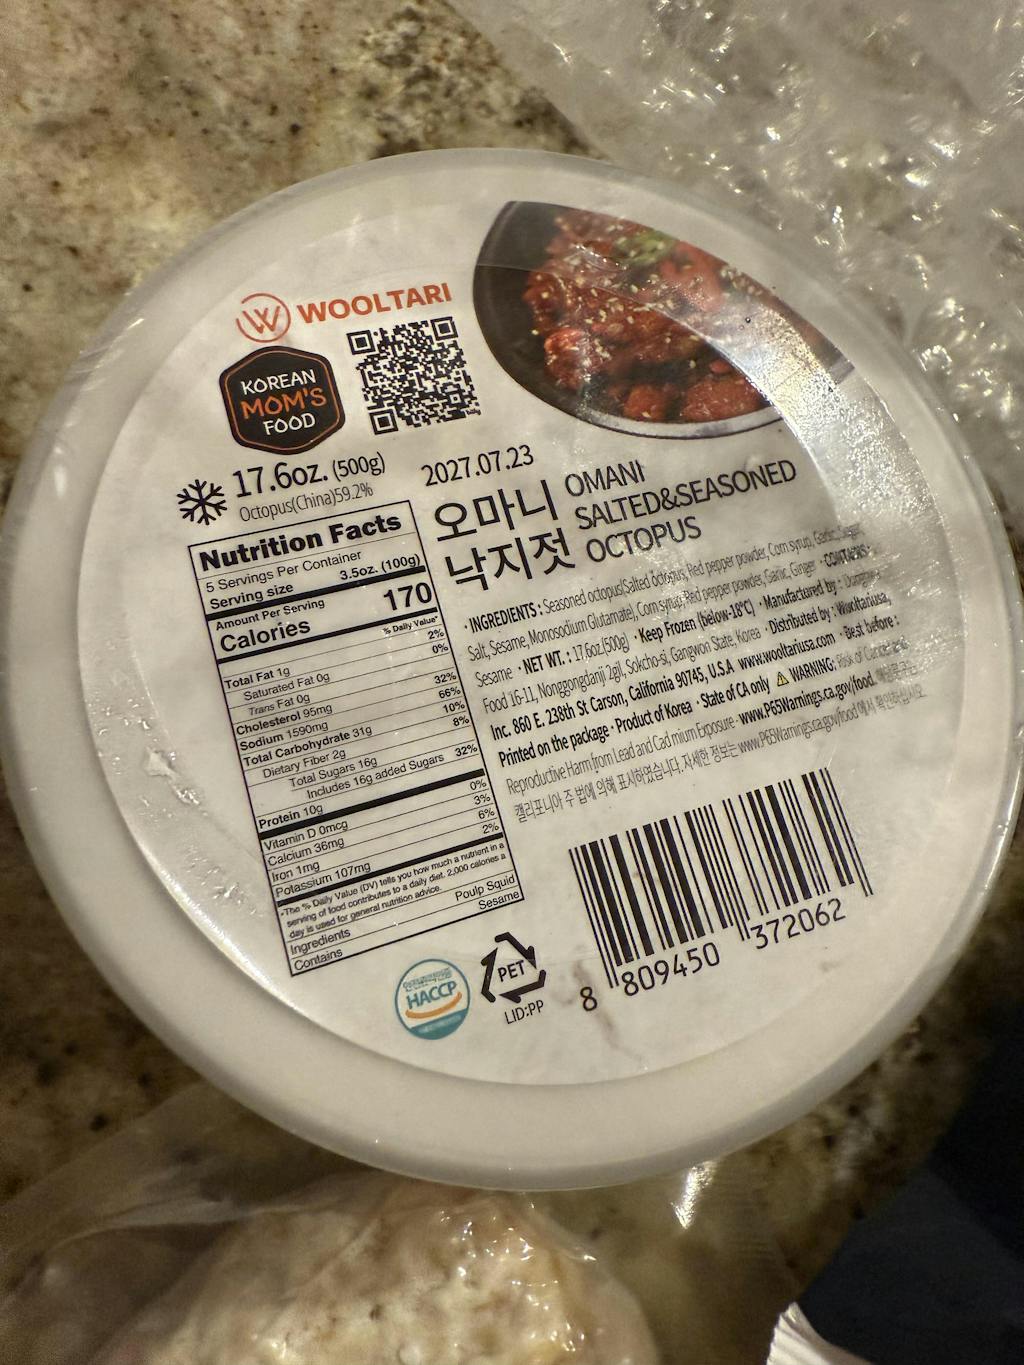 WOOLTARI
KOREAN
MOM'S
FOOD
17.6oz. (500g)
Octopus(China)59.2%
2027.07.23
오마니
낙지젓
OMANI
SALTED&SEASONED
OCTOPUS
Nutrition Facts
5 Servings Per Container
Serving size 3.5oz. (100g)
Amount Per Serving
Calories 170
% Daily Value*
Total Fat 1g 2%
Saturated Fat 0g 0%
Trans Fat 0g
Cholesterol 95mg 32%
Sodium 1590mg 66%
Total Carbohydrate 31g 10%
Dietary Fiber 2g 8%
Total Sugars 16g
Includes 16g added Sugars 32%
Protein 10g
Vitamin D 0mcg 0%
Calcium 36mg 3%
Iron 1mg 6%
Potassium 107mg 2%
*The % Daily Value (DV) tells you how much a nutrient in a
serving of food contributes to a daily diet. 2,000 calories a
day is used for general nutrition advice.
Ingredients Poulp Squid
Contains Sesame
· INGREDIENTS : Seasoned octopus(Salted octopus, Red pepper powder, Corn syrup, Garlic,
Salt, Sesame, Monosodium Glutamate), Corn syrup, Red pepper powder, Garlic, Ginger · CONTAINS :
Sesame · NET WT. : 17.6oz(500g) · Keep Frozen (below-18°C) · Manufactured by :
Food 16-11, Nonggongdanji 2gil, Sokcho-si, Gangwon State, Korea · Distributed by : Wooltariusa,
Inc. 860 E. 238th St Carson, California 90745, U.S.A www.wooltariusa.com · Best before :
Printed on the package · Product of Korea · State of CA only ⚠ WARNING: Risk of Cancer and
Reproductive Harm from Lead and Cadmium Exposure - www.P65Warnings.ca.gov/food.
캘리포니아 주 법에 의해 표시하였습니다. 자세한 정보는 www.P65Warnings.ca.gov/food 에서 확인하십시오
HACCP
PET
LID:PP
8 809450 372062